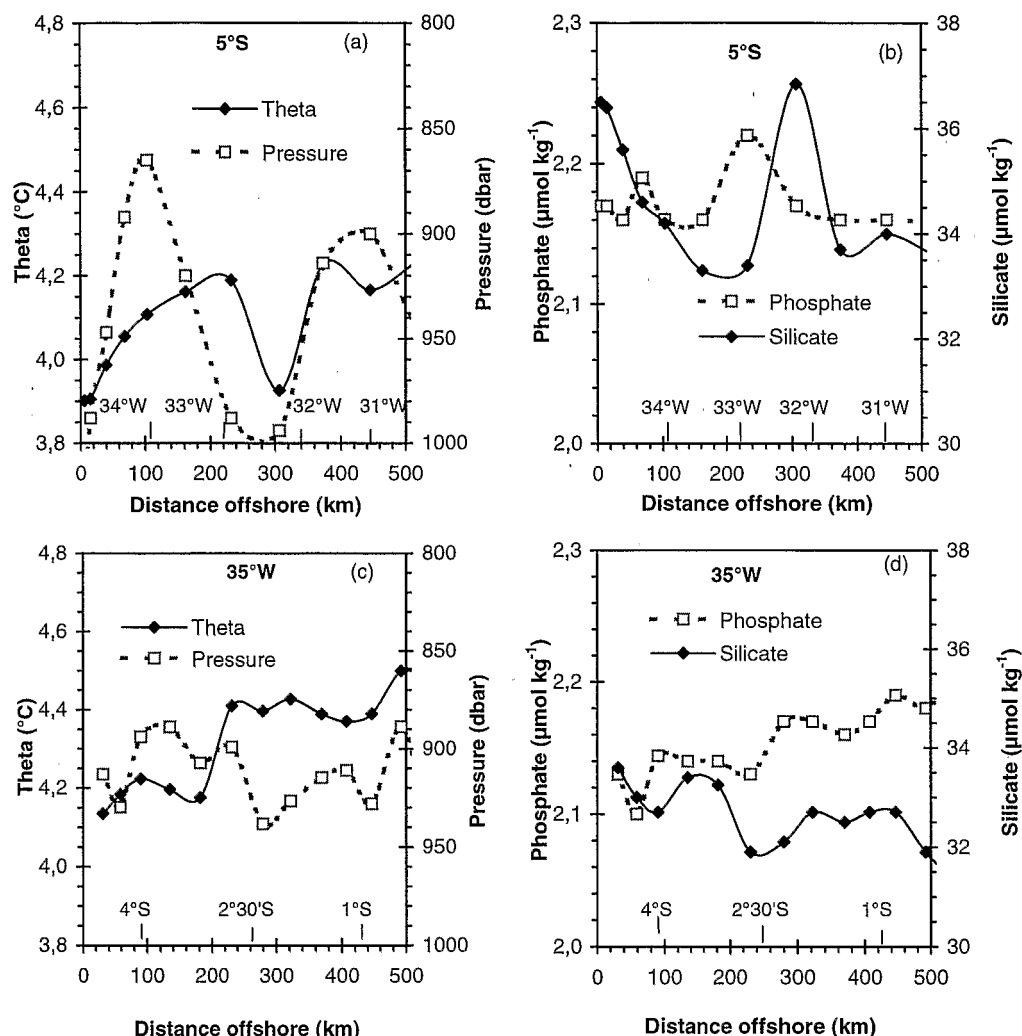 5°S
(a)
Theta
Pressure
4,8
4,6
4,4
4,2
4,0
3,8
Theta (°C)
800
850
900
950
1000
Pressure (dbar)
34°W 33°W 32°W 31°W
0 100 200 300 400 500
Distance offshore (km)
5°S
(b)
Phosphate
Silicate
2,3
2,2
2,1
2,0
Phosphate (µmol kg⁻¹)
38
36
34
32
30
Silicate (µmol kg⁻¹)
34°W 33°W 32°W 31°W
0 100 200 300 400 500
Distance offshore (km)
35°W
(c)
Theta
Pressure
4,8
4,6
4,4
4,2
4,0
3,8
Theta (°C)
800
850
900
950
1000
Pressure (dbar)
4°S 2°30'S 1°S
0 100 200 300 400 500
Distance offshore (km)
35°W
(d)
Phosphate
Silicate
2,3
2,2
2,1
2,0
Phosphate (µmol kg⁻¹)
38
36
34
32
30
Silicate (µmol kg⁻¹)
4°S 2°30'S 1°S
0 100 200 300 400 500
Distance offshore (km)